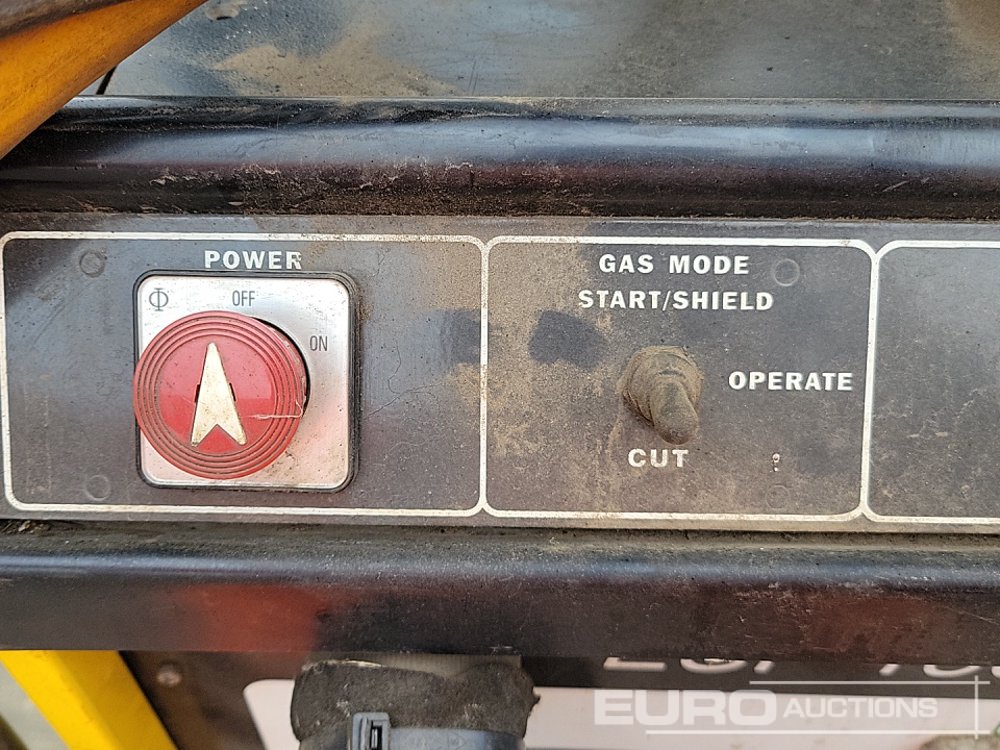 POWER
OFF
ON
GAS MODE
START/SHIELD
OPERATE
CUT
EURO AUCTIONS